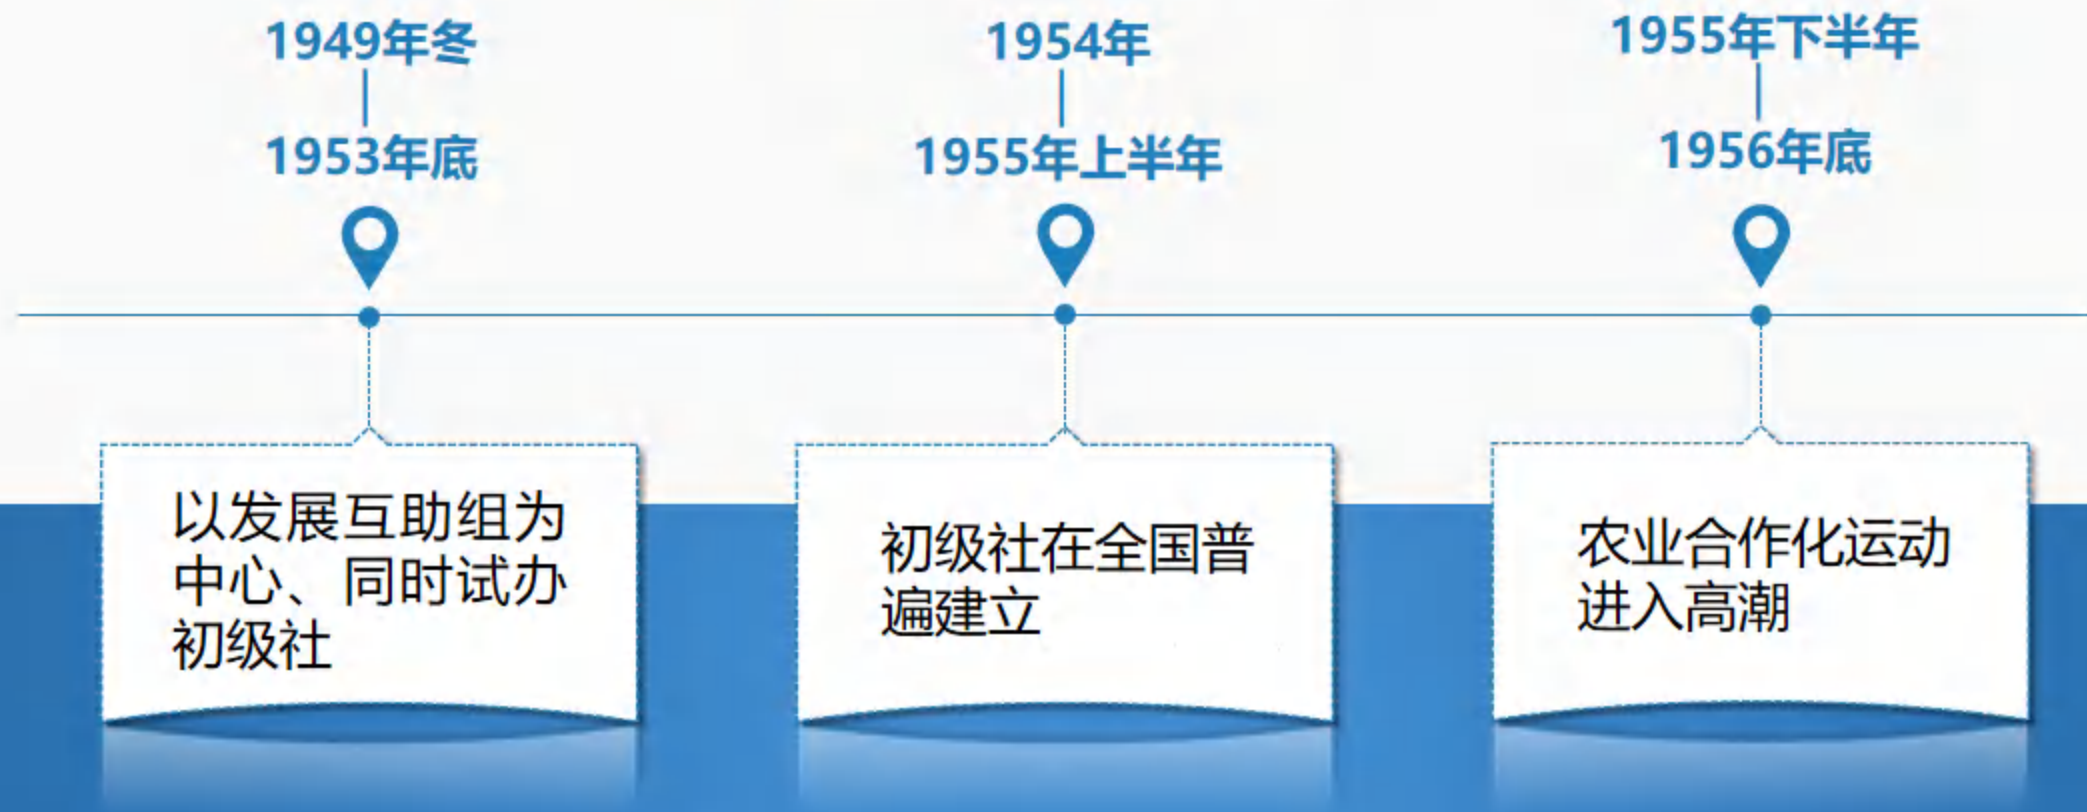 1949年冬
1953年底
1954年
1955年上半年
1955年下半年
1956年底
以发展互助组为
中心、同时试办
初级社
初级社在全国普
遍建立
农业合作化运动
进入高潮